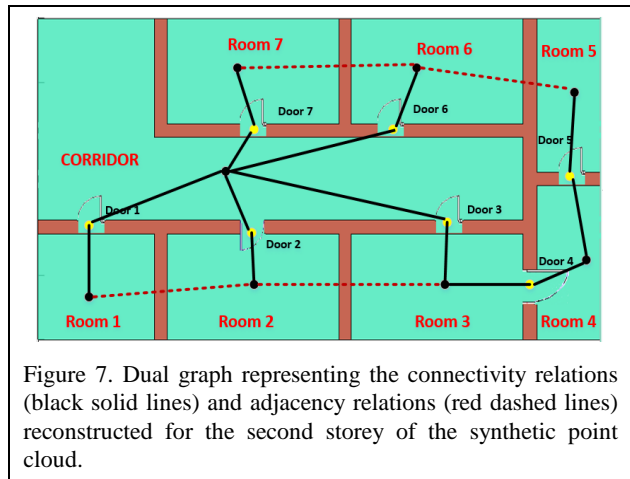 Room 7
Room 6
Room 5
Door 7
Door 6
Door 5
CORRIDOR
Door 1
Door 2
Door 3
Door 4
Room 1
Room 2
Room 3
Room 4
Figure 7. Dual graph representing the connectivity relations
(black solid lines) and adjacency relations (red dashed lines)
reconstructed for the second storey of the synthetic point
cloud.